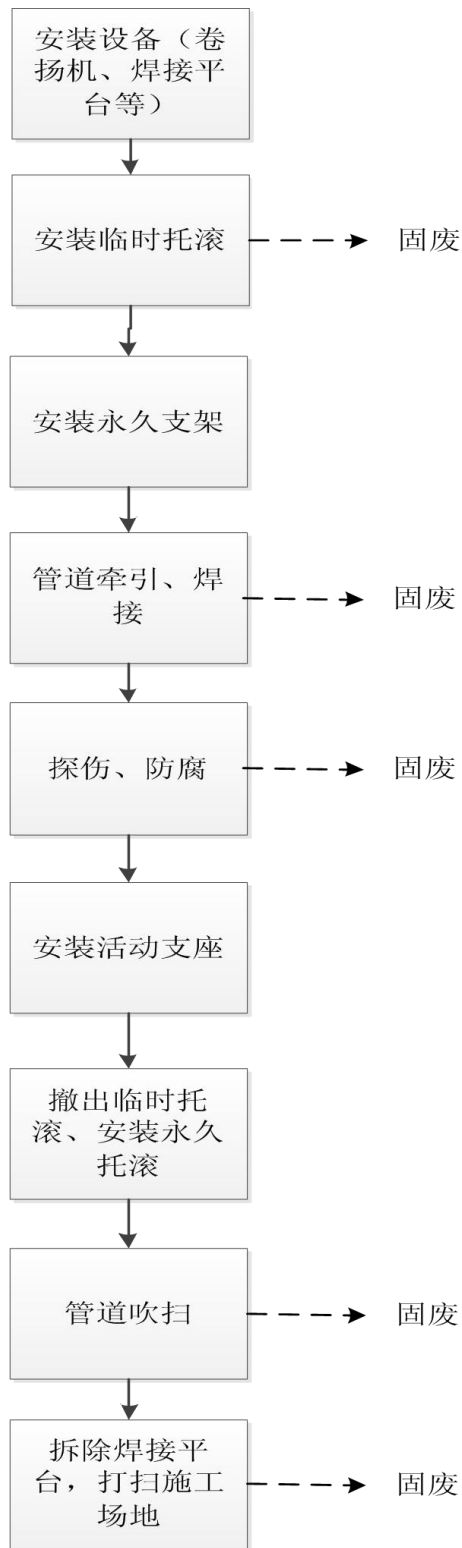 安装设备（卷
扬机、焊接平
台等）
安装临时托滚
固废
安装永久支架
管道牵引、焊
接
固废
探伤、防腐
固废
安装活动支座
撤出临时托
滚、安装永久
托滚
管道吹扫
固废
拆除焊接平
台，打扫施工
场地
固废